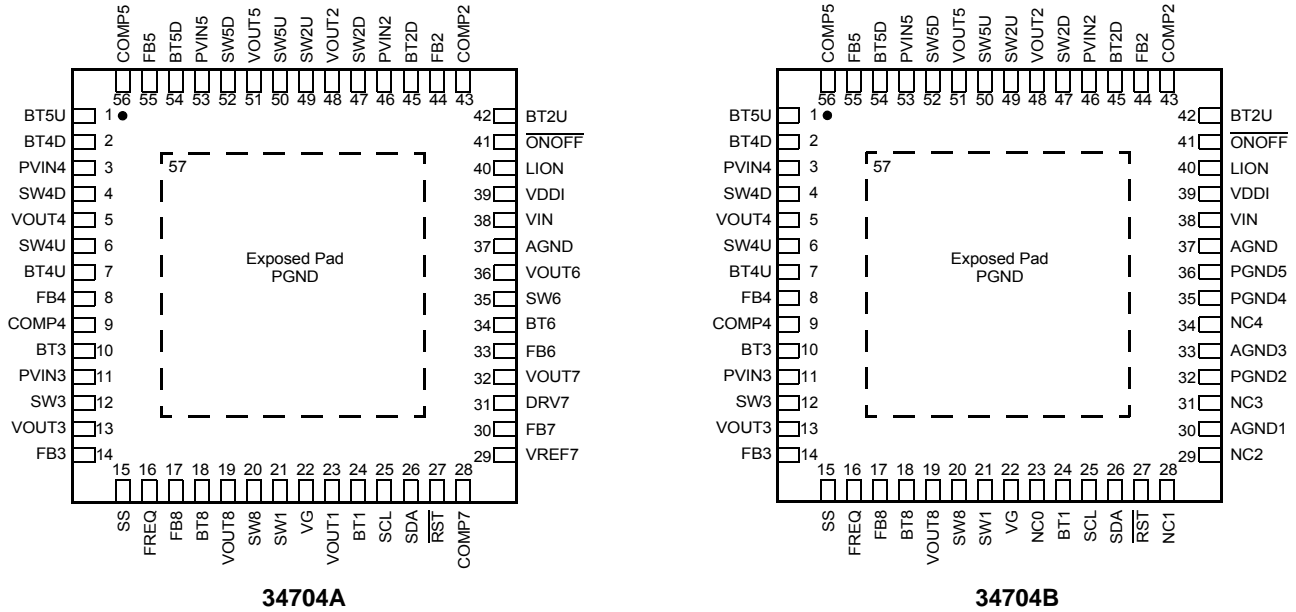 COMP5
FB5
BT5D
PVIN5
SW5D
VOUT5
SW5U
SW2U
VOUT2
SW2D
PVIN2
BT2D
FB2
COMP2
56 55 54 53 52 51 50 49 48 47 46 45 44 43
BT5U 1
BT4D 2
PVIN4 3
SW4D 4
VOUT4 5
SW4U 6
BT4U 7
FB4 8
COMP4 9
BT3 10
PVIN3 11
SW3 12
VOUT3 13
FB3 14
57
Exposed Pad
PGND
42 BT2U
41 ONOFF
40 LION
39 VDDI
38 VIN
37 AGND
36 VOUT6
35 SW6
34 BT6
33 FB6
32 VOUT7
31 DRV7
30 FB7
29 VREF7
15 16 17 18 19 20 21 22 23 24 25 26 27 28
SS
FREQ
FB8
BT8
VOUT8
SW8
SW1
VG
VOUT1
BT1
SCL
SDA
RST
COMP7
34704A
COMP5
FB5
BT5D
PVIN5
SW5D
VOUT5
SW5U
SW2U
VOUT2
SW2D
PVIN2
BT2D
FB2
COMP2
56 55 54 53 52 51 50 49 48 47 46 45 44 43
BT5U 1
BT4D 2
PVIN4 3
SW4D 4
VOUT4 5
SW4U 6
BT4U 7
FB4 8
COMP4 9
BT3 10
PVIN3 11
SW3 12
VOUT3 13
FB3 14
57
Exposed Pad
PGND
42 BT2U
41 ONOFF
40 LION
39 VDDI
38 VIN
37 AGND
36 PGND5
35 PGND4
34 NC4
33 AGND3
32 PGND2
31 NC3
30 AGND1
29 NC2
15 16 17 18 19 20 21 22 23 24 25 26 27 28
SS
FREQ
FB8
BT8
VOUT8
SW8
SW1
VG
NC0
BT1
SCL
SDA
RST
NC1
34704B